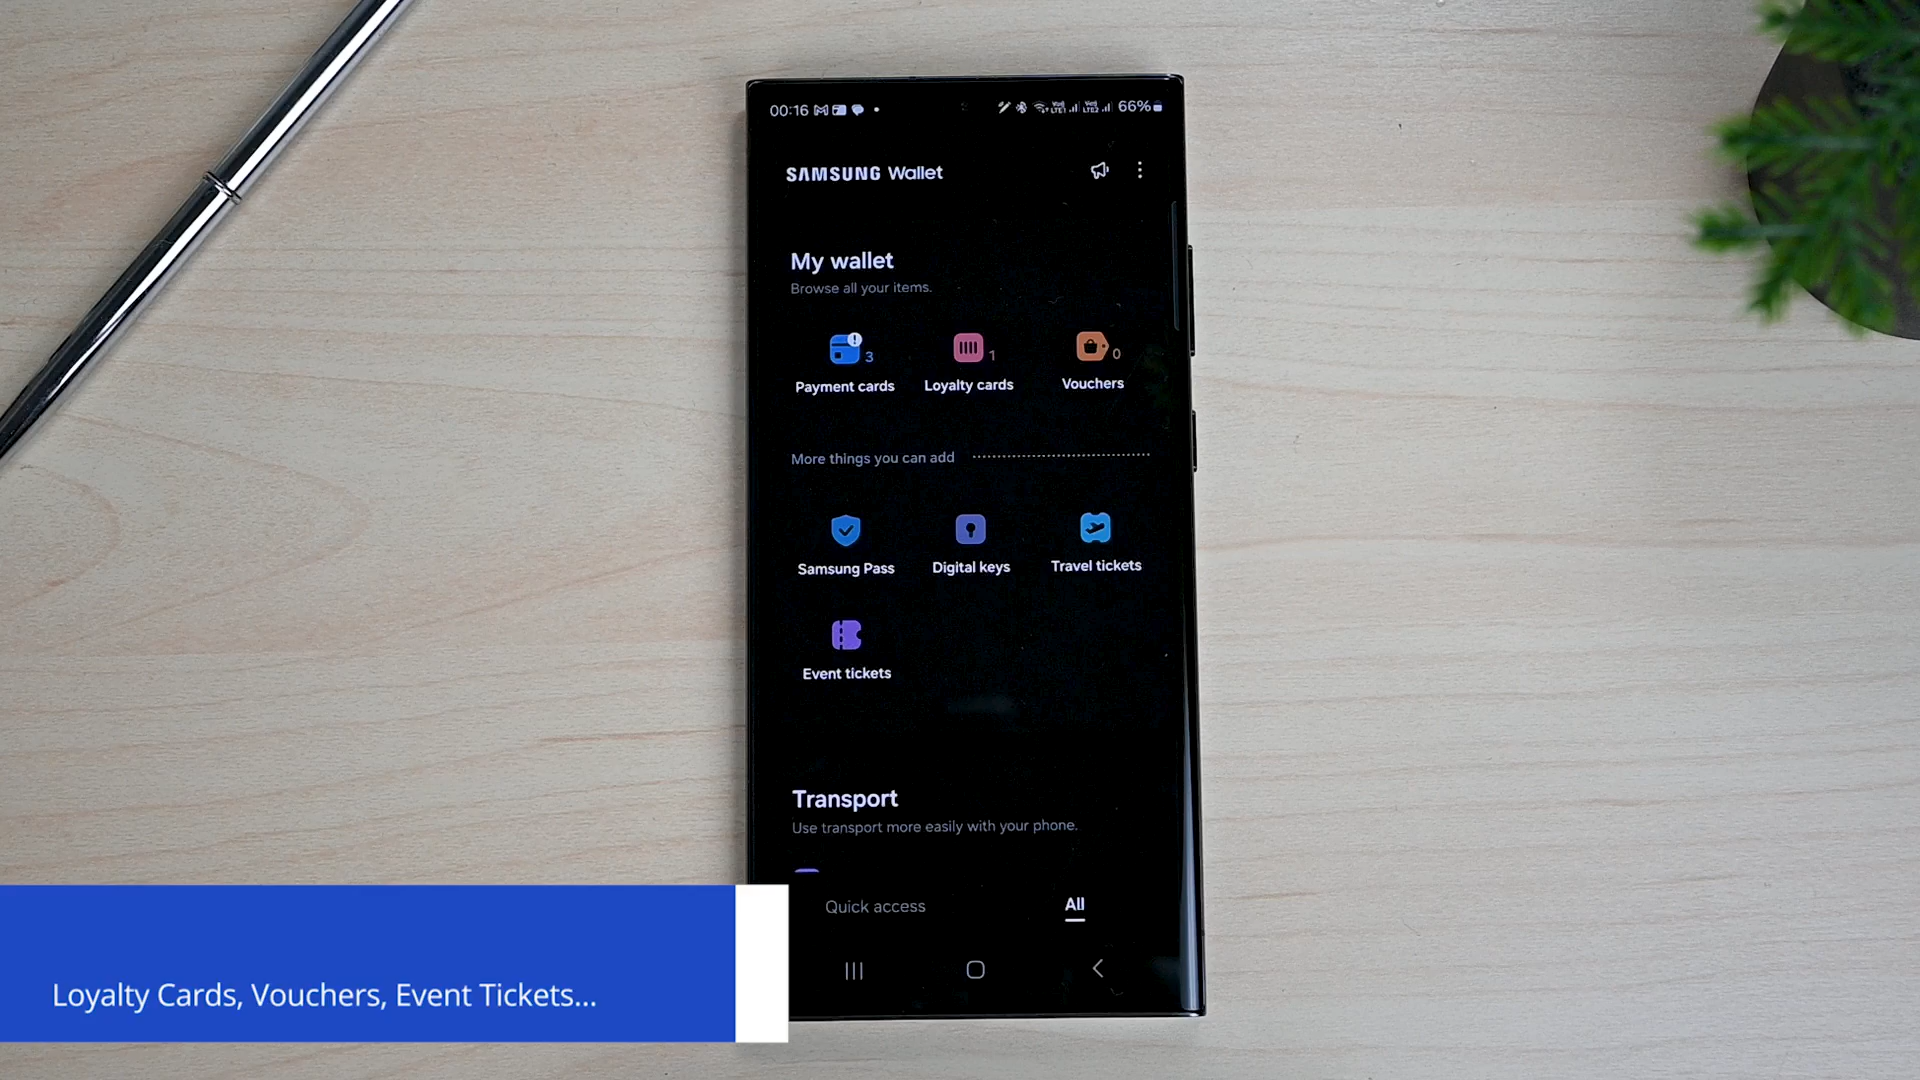 00:16
66%
SAMSUNG Wallet
My wallet
Browse all your items.
3
1
0
Payment cards
Loyalty cards
Vouchers
More things you can add
Samsung Pass
Digital keys
Travel tickets
Event tickets
Transport
Use transport more easily with your phone.
Quick access
All
Loyalty Cards, Vouchers, Event Tickets...